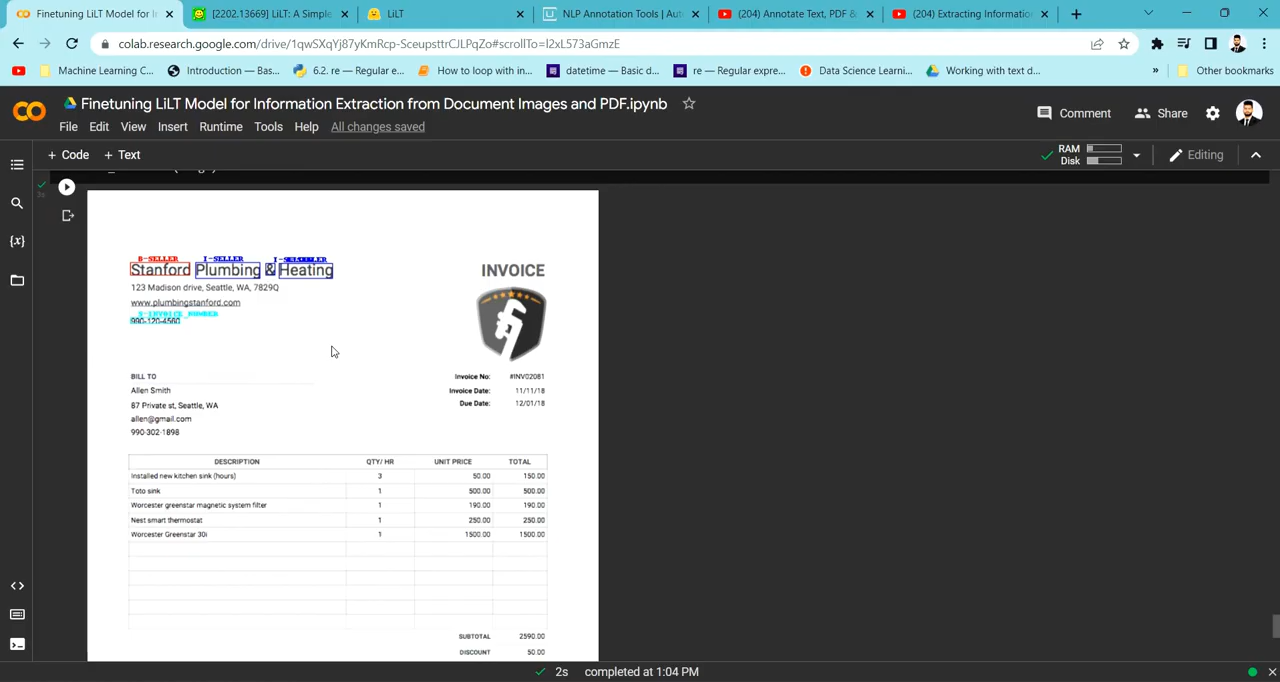 Finetuning LiLT Model for In
[2202.13669] LiLT: A Simple
LiLT
NLP Annotation Tools | Aut
(204) Annotate Text, PDF &
(204) Extracting Informatio
colab.research.google.com/drive/1qwSXqYj87yKmRcp-SceupsttrCJLPqZo#scrollTo=I2xL573aGmzE
Machine Learning C...
Introduction — Bas...
6.2. re — Regular e...
How to loop with in...
datetime — Basic d...
re — Regular expre...
Data Science Learni...
Working with text d...
»
Other bookmarks
Finetuning LiLT Model for Information Extraction from Document Images and PDF.ipynb
File Edit View Insert Runtime Tools Help All changes saved
Comment
Share
+ Code + Text
RAM
Disk
Editing
3s
B-SELLER I-SELLER
Stanford Plumbing & Heating
INVOICE
123 Madison drive, Seattle, WA, 7829Q
www.plumbingstanford.com
S-INVOICE_NUMBER
990-120-4560
BILL TO
Allen Smith
87 Private st, Seattle, WA
allen@gmail.com
990-302-1898
Invoice No: #INV02081
Invoice Date: 11/11/18
Due Date: 12/01/18
DESCRIPTION QTY/ HR UNIT PRICE TOTAL
Installed new kitchen sink (hours) 3 50.00 150.00
Toto sink 1 500.00 500.00
Worcester greenstar magnetic system filter 1 190.00 190.00
Nest smart thermostat 1 250.00 250.00
Worcester Greenstar 30i 1 1500.00 1500.00
SUBTOTAL 2590.00
DISCOUNT 50.00
2s completed at 1:04 PM